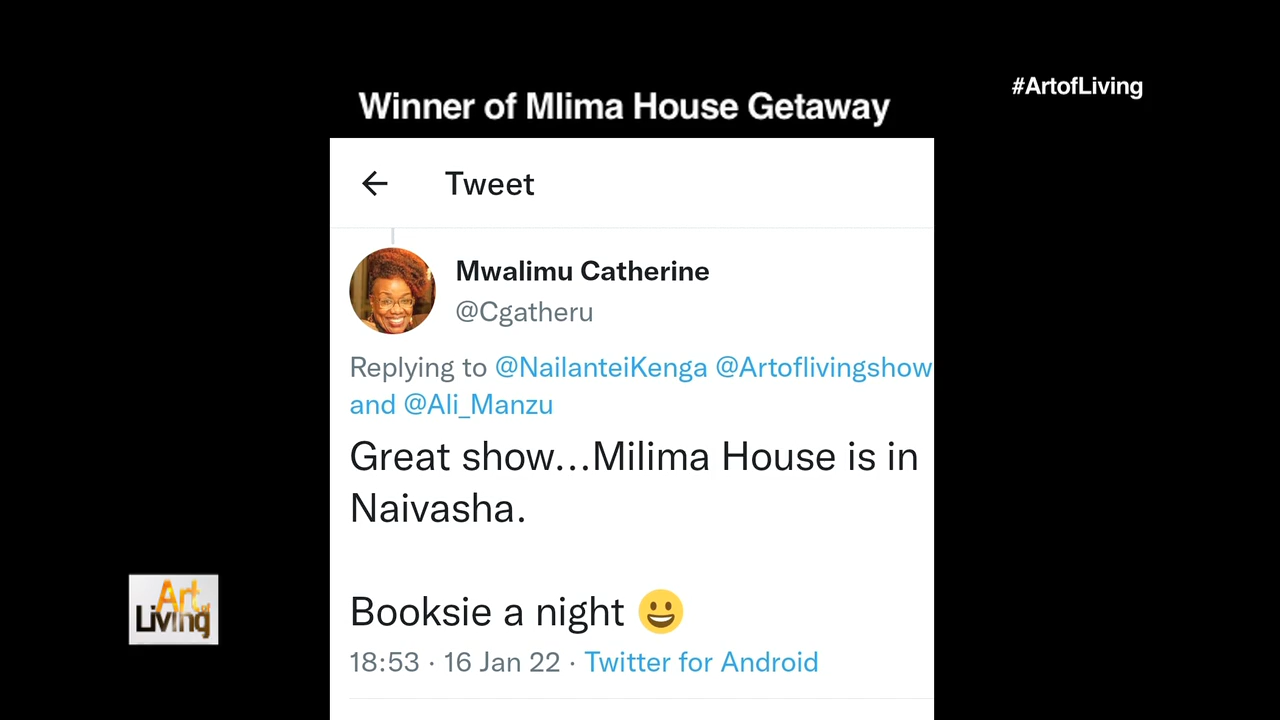 #ArtofLiving
Winner of Mlima House Getaway
← Tweet
Mwalimu Catherine
@Cgatheru
Replying to @NailanteiKenga @Artoflivingshow
and @Ali_Manzu
Great show...Milima House is in
Naivasha.
Booksie a night 😀
18:53 · 16 Jan 22 · Twitter for Android
Art of
Living